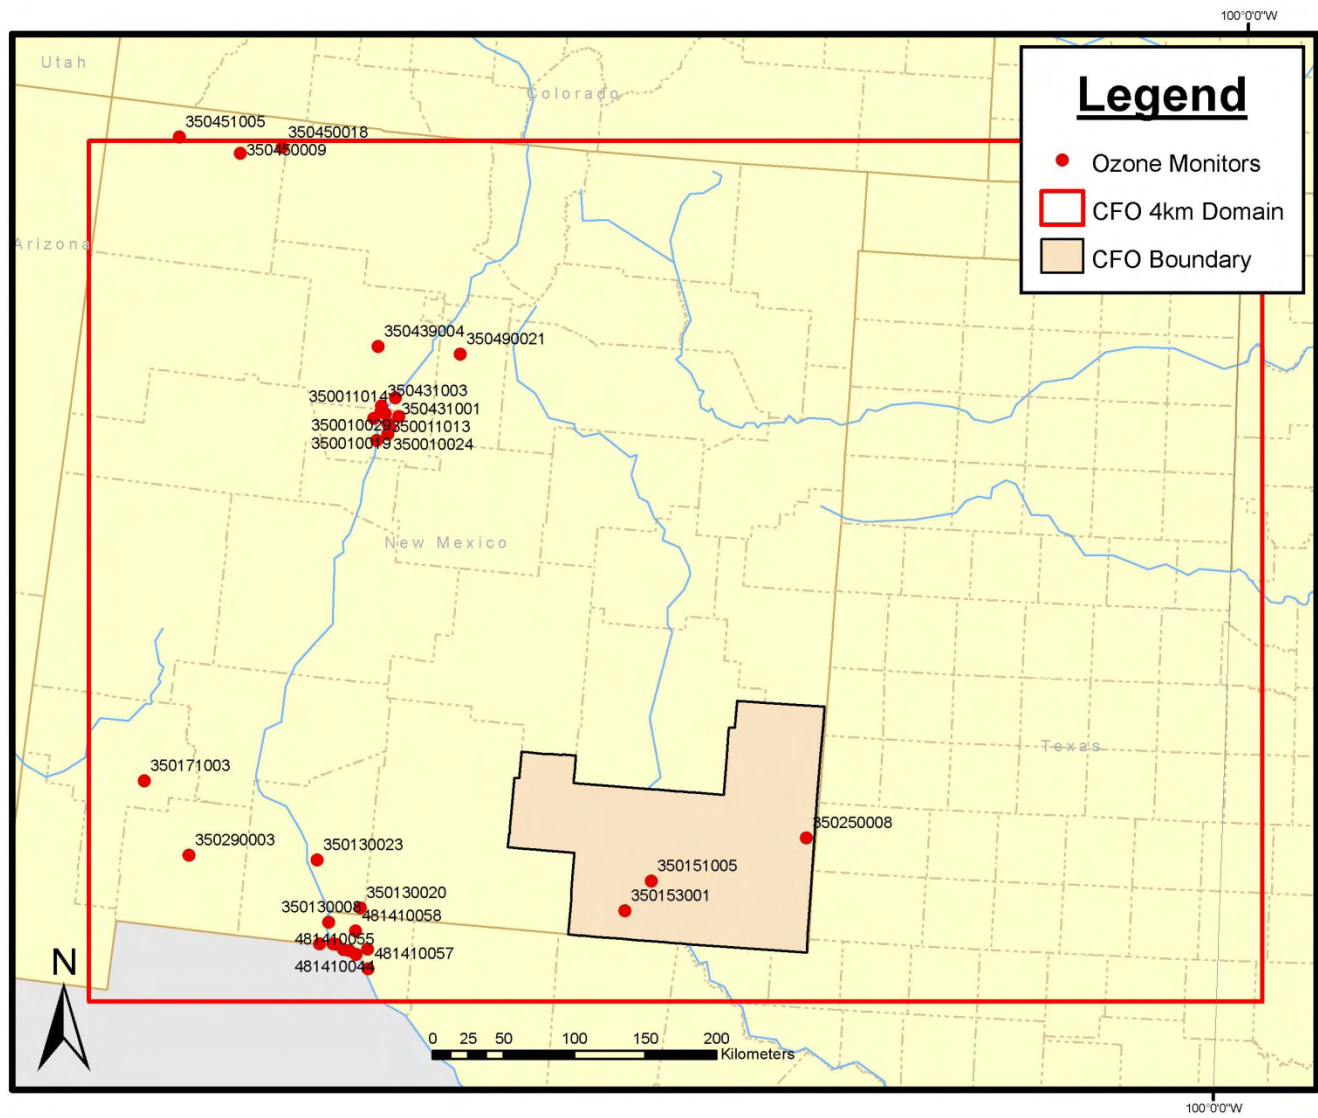 100°0'0"W
Utah
Colorado
Legend
Ozone Monitors
CFO 4km Domain
CFO Boundary
350451005
350450018
350450009
Arizona
350439004
350490021
350011014
350431003
350431001
350010029
350011013
350010019
350010024
New Mexico
Texas
350171003
350250008
350290003
350130023
350151005
350153001
350130020
350130008
481410058
481410055
481410057
481410044
N
0 25 50 100 150 200
Kilometers
100°0'0"W